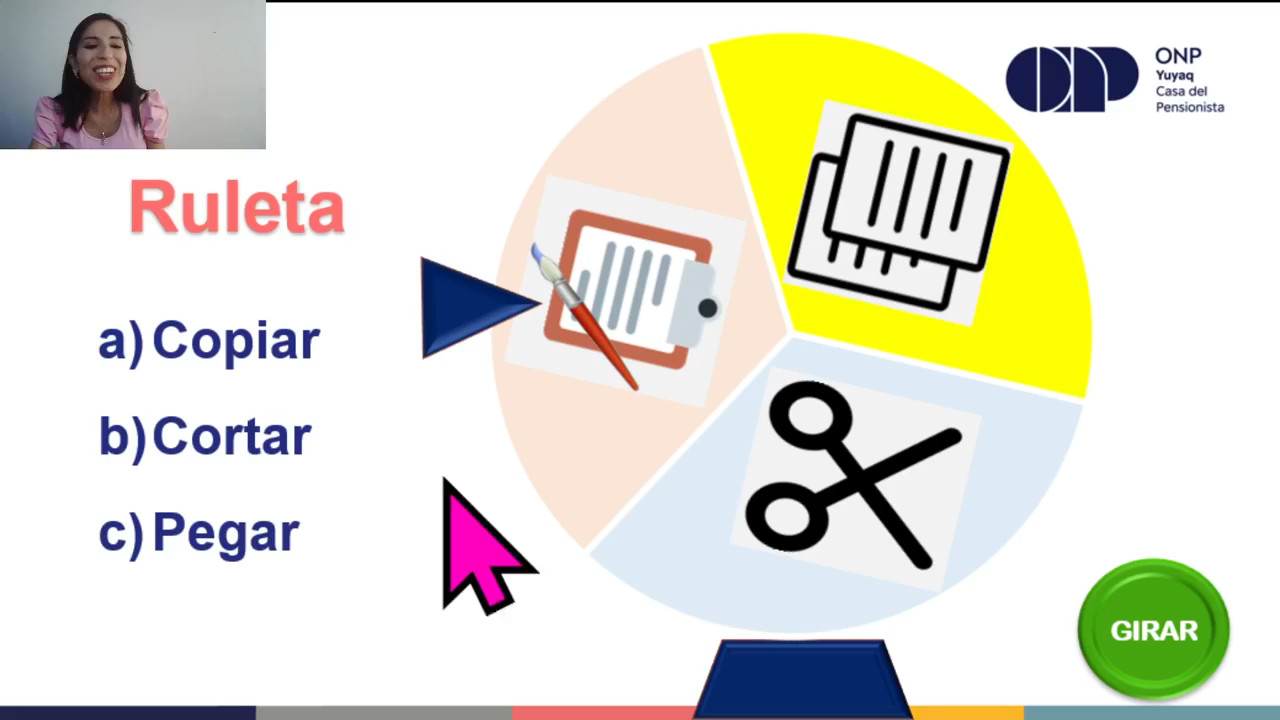 ONP
Yuyaq
Casa del
Pensionista
Ruleta
a) Copiar
b) Cortar
c) Pegar
GIRAR